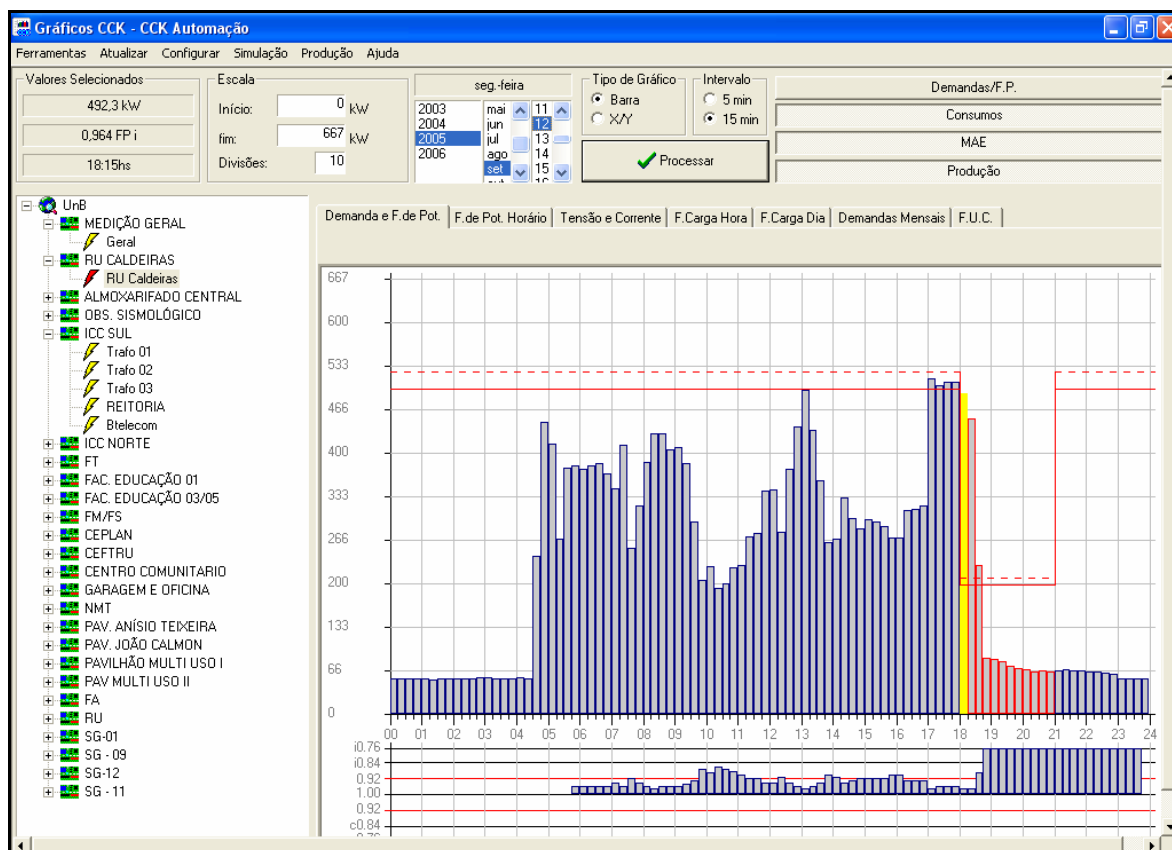 Gráficos CCK - CCK Automação
Ferramentas Atualizar Configurar Simulação Produção Ajuda
Valores Selecionados
492,3 kW
0,964 FP i
18:15hs
Escala
Início: 0 kW
fim: 667 kW
Divisões: 10
seg.-feira
2003 mai 11
2004 jun 12
2005 jul 13
2006 ago 14
set 15
Tipo de Gráfico
Barra
X/Y
Intervalo
5 min
15 min
Processar
Demandas/F.P.
Consumos
MAE
Produção
UnB
MEDIÇÃO GERAL
Geral
RU CALDEIRAS
RU Caldeiras
ALMOXARIFADO CENTRAL
OBS. SISMOLÓGICO
ICC SUL
Trafo 01
Trafo 02
Trafo 03
REITORIA
Btelecom
ICC NORTE
FT
FAC. EDUCAÇÃO 01
FAC. EDUCAÇÃO 03/05
FM/FS
CEPLAN
CEFTRU
CENTRO COMUNITARIO
GARAGEM E OFICINA
NMT
PAV. ANÍSIO TEIXEIRA
PAV. JOÃO CALMON
PAVILHÃO MULTI USO I
PAV MULTI USO II
FA
RU
SG-01
SG - 09
SG-12
SG - 11
Demanda e F.de Pot. F.de Pot. Horário Tensão e Corrente F.Carga Hora F.Carga Dia Demandas Mensais F.U.C.
667
600
533
466
400
333
266
200
133
66
0
00 01 02 03 04 05 06 07 08 09 10 11 12 13 14 15 16 17 18 19 20 21 22 23 24
i0.76
i0.84
0.92
1.00
0.92
c0.84